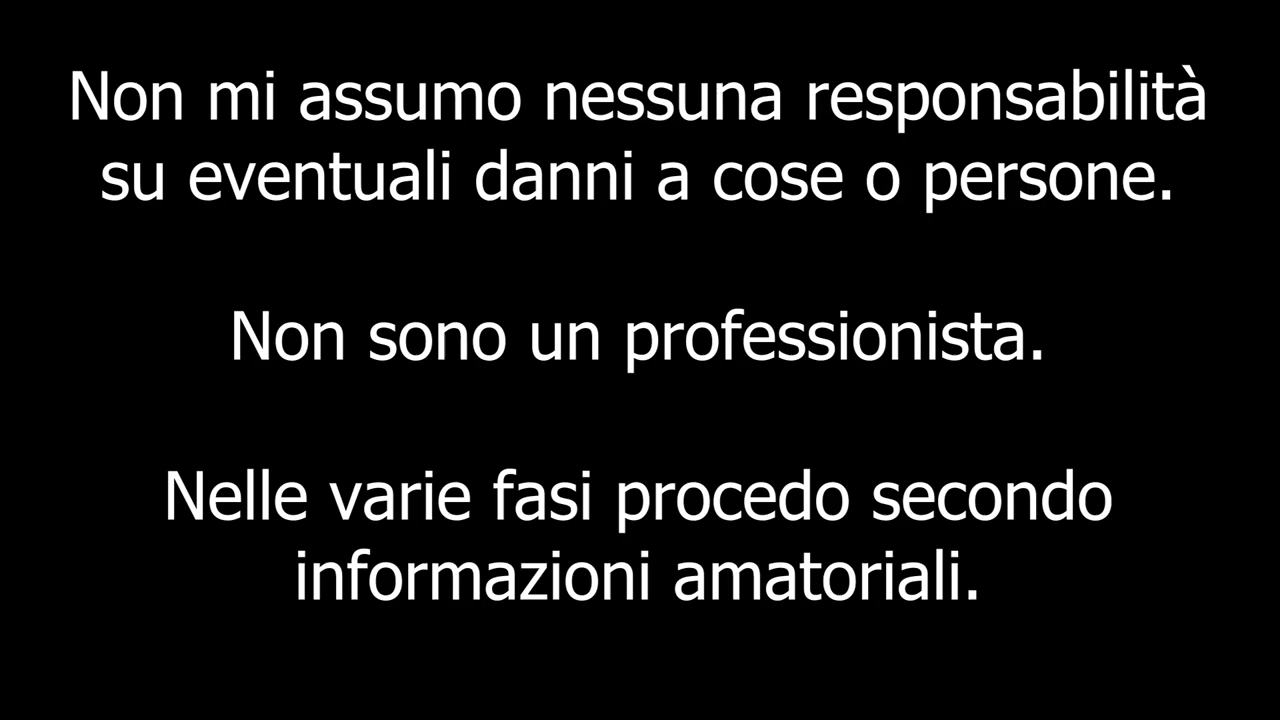 Non mi assumo nessuna responsabilità
su eventuali danni a cose o persone.
Non sono un professionista.
Nelle varie fasi procedo secondo
informazioni amatoriali.